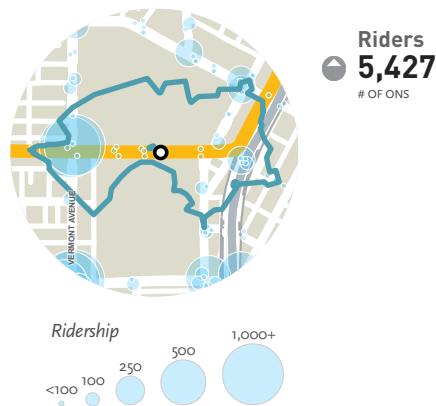 Riders
5,427
# OF ONS
VERMONT AVENUE
Ridership
<100 100 250 500 1,000+